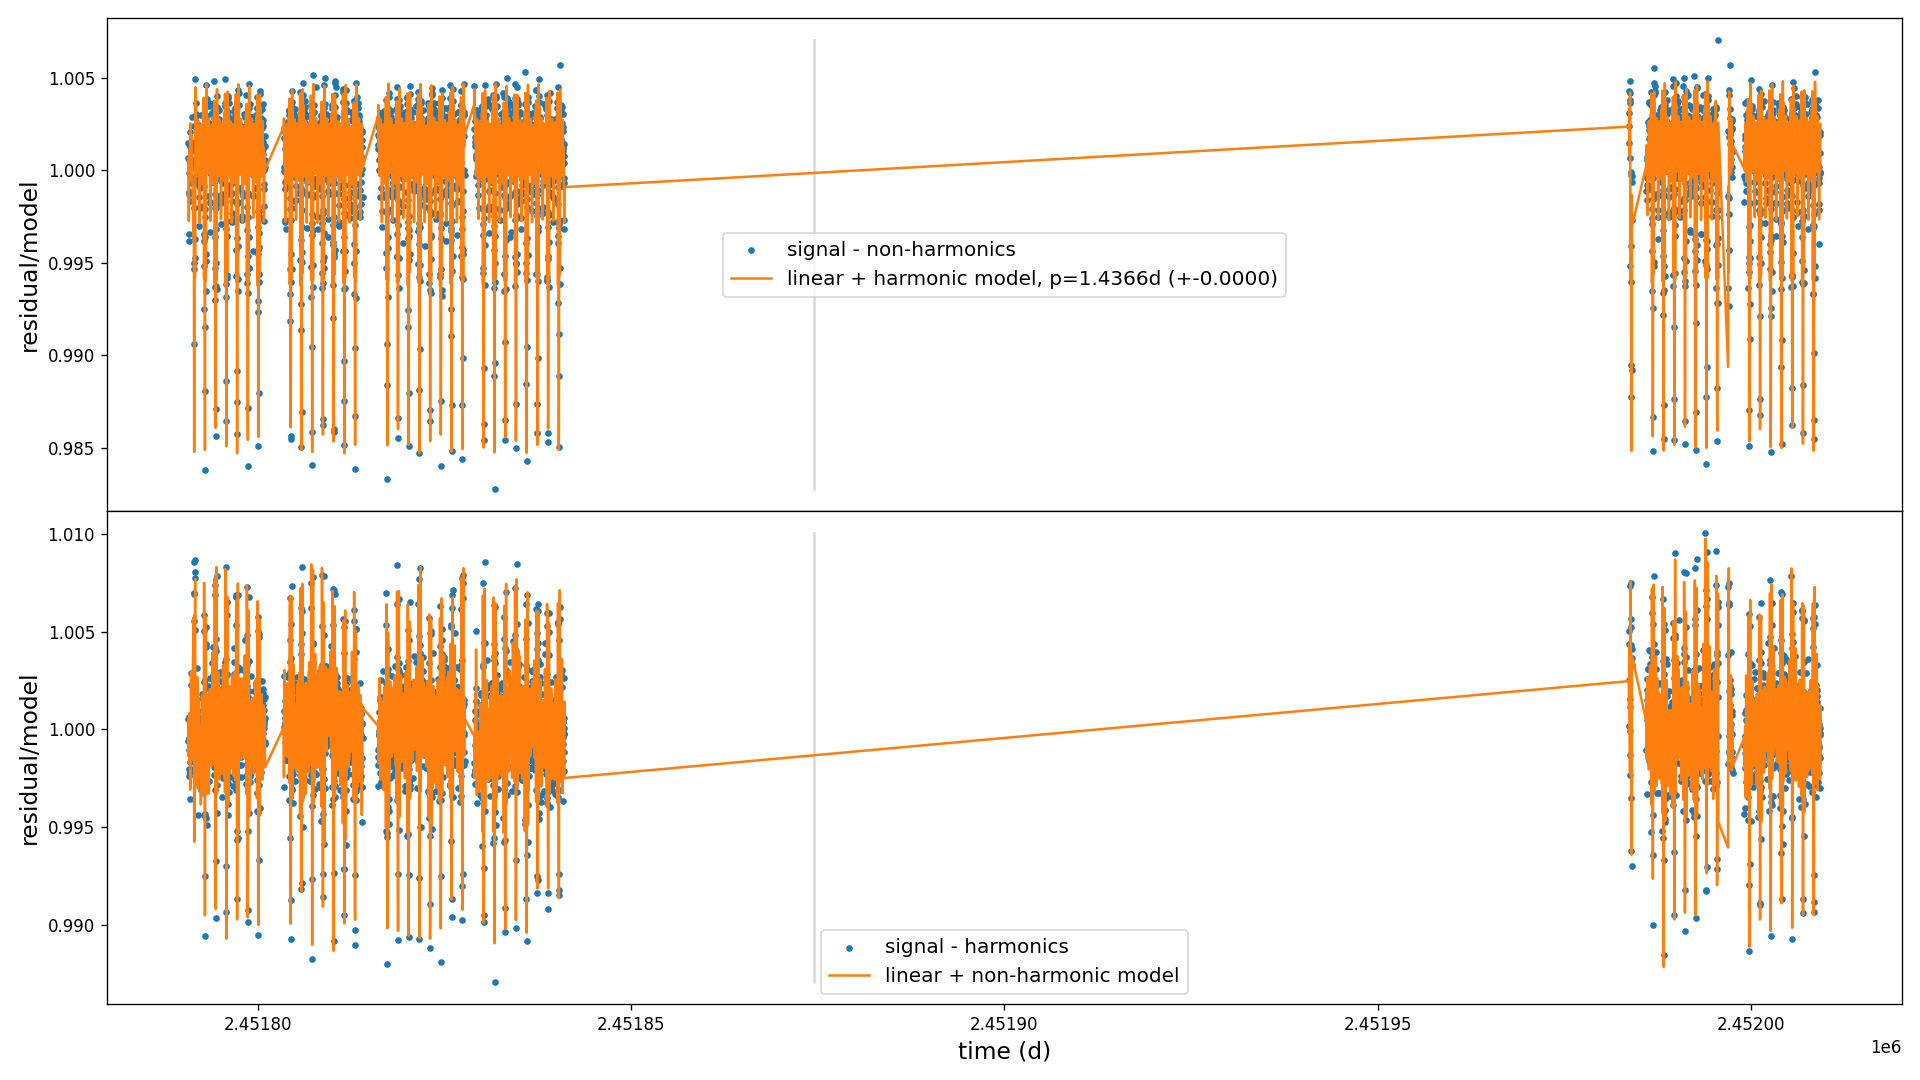 1.005
1.000
0.995
0.990
0.985
residual/model
signal - non-harmonics
linear + harmonic model, p=1.4366d (+-0.0000)
1.010
1.005
1.000
0.995
0.990
residual/model
signal - harmonics
linear + non-harmonic model
2.45180
2.45185
2.45190
2.45195
2.45200
time (d)
1e6